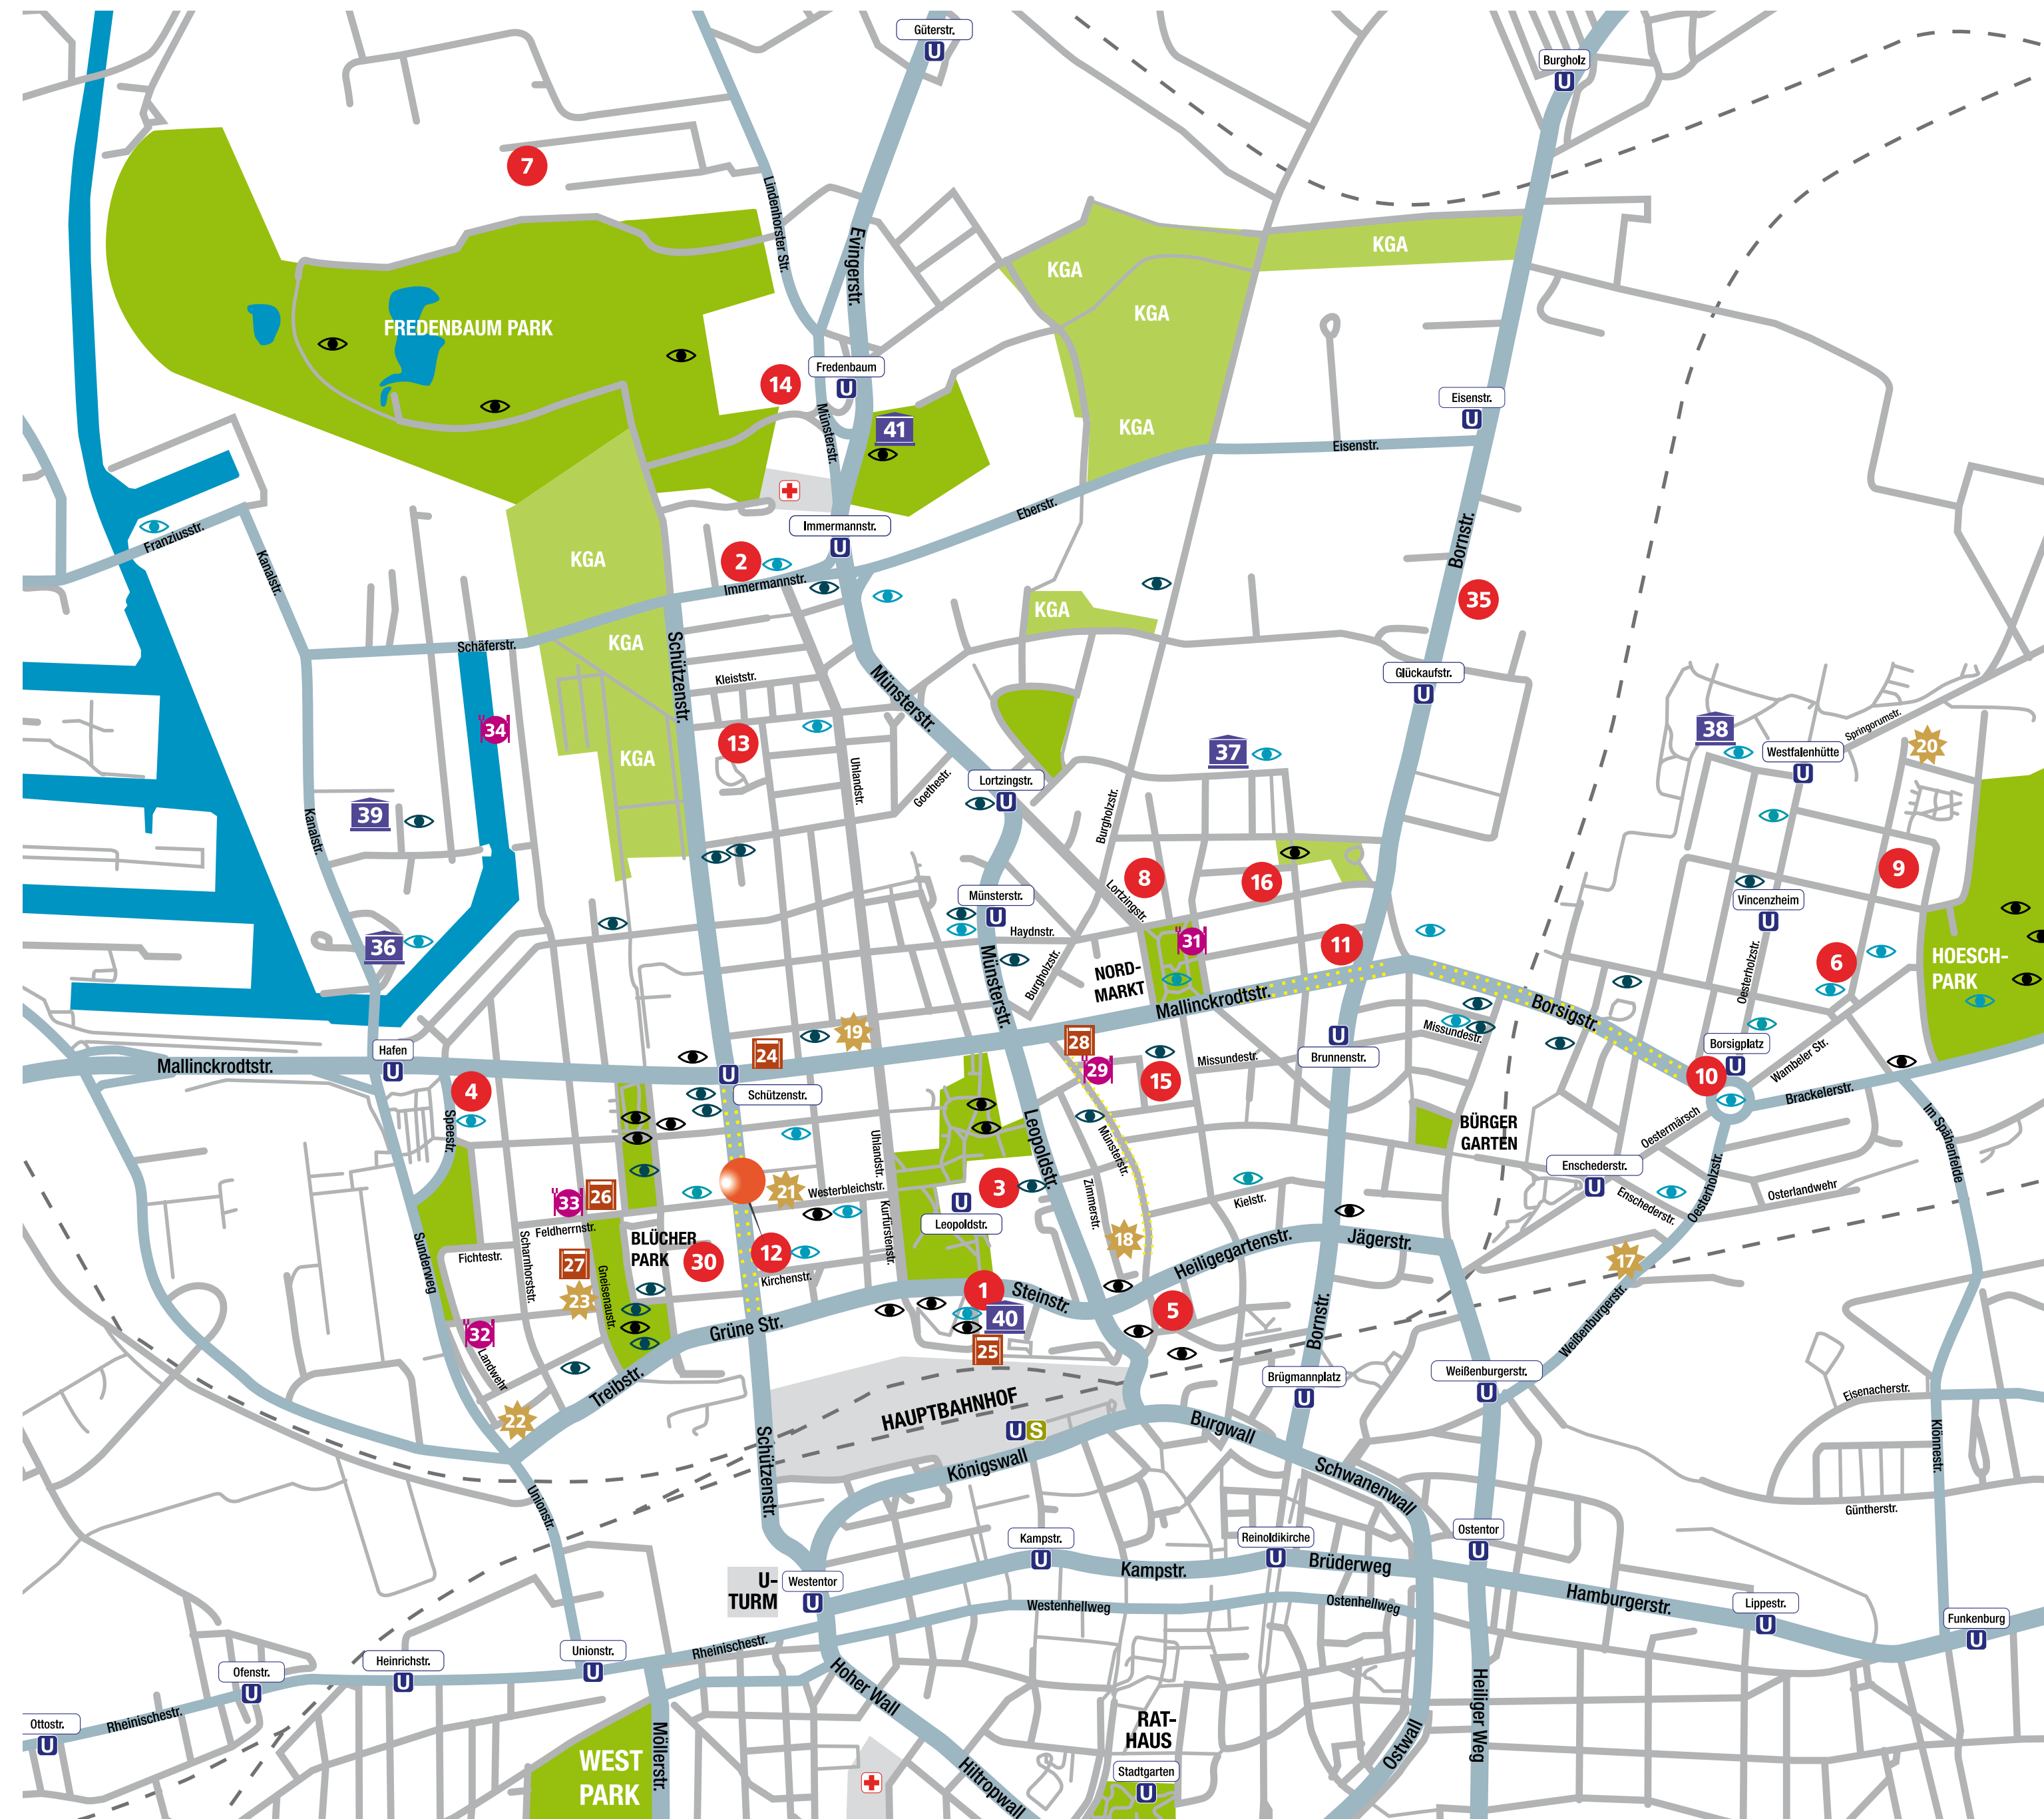 Güterstr.
U
Burgholz
U
7
Lindenhorster Str.
Evingerstr.
KGA
KGA
KGA
FREDENBAUM PARK
14
Fredenbaum
U
Münsterstr.
41
Eisenstr.
U
KGA
Eisenstr.
Eberstr.
Franziusstr.
Kanalstr.
Immermannstr.
U
Bornstr.
KGA
2
Immermannstr.
35
KGA
KGA
Schäferstr.
Schützenstr.
Kleiststr.
Münsterstr.
Glückaufstr.
U
34
13
KGA
Uhlandstr.
Goethestr.
Lortzingstr.
U
37
38
Westfalenhütte
U
Springorumstr.
20
39
Kanalstr.
Burgholzstr.
8
16
9
Lortzingstr.
Münsterstr.
U
Haydnstr.
Vincenzheim
U
36
31
11
6
HOESCH-
PARK
NORD-
MARKT
Burgholzstr.
Münsterstr.
Oesterholzstr.
Mallinckrodtstr.
Borsigstr.
Missundestr.
19
24
28
29
15
Missundestr.
U
Brunnenstr.
Borsigplatz
U
10
Wambeler Str.
Brackelerstr.
Hafen
U
Mallinckrodtstr.
4
U
Schützenstr.
Speestr.
Uhlandstr.
Leopoldstr.
Münsterstr.
BÜRGER
GARTEN
Oestermärsch
Im Spähenfelde
Enschederstr.
U
Enschederstr.
Oesterholzstr.
Osterlandwehr
33
26
21
Westerbleichstr.
3
U
Leopoldstr.
Zimmerstr.
Kielstr.
Feldherrnstr.
BLÜCHER
PARK
30
12
Kurfürstenstr.
18
Heiligegartenstr.
Jägerstr.
17
Fichtestr.
Scharnhorststr.
27
23
Gneisenaustr.
Kirchenstr.
Sunderweg
1
Steinstr.
40
25
5
Bornstr.
Weißenburgerstr.
Grüne Str.
32
Landwehr
22
Treibstr.
HAUPTBAHNHOF
U S
Brügmannplatz
U
Weißenburgerstr.
U
Eisenacherstr.
Klönnestr.
Güntherstr.
Burgwall
Königswall
Schwanenwall
Schützenstr.
Unionstr.
Kampstr.
U
Kampstr.
Reinoldikirche
U
Brüderweg
Ostentor
U
Hamburgerstr.
U-
TURM
Westentor
U
Westenhellweg
Ostenhellweg
Lippestr.
U
Funkenburg
U
Rheinischestr.
Unionstr.
U
Heinrichstr.
U
Ofenstr.
U
Ottostr.
U
Rheinischestr.
Hoher Wall
Möllerstr.
WEST
PARK
Hiltropwall
RAT-
HAUS
Stadtgarten
U
Ostwall
Heiliger Weg